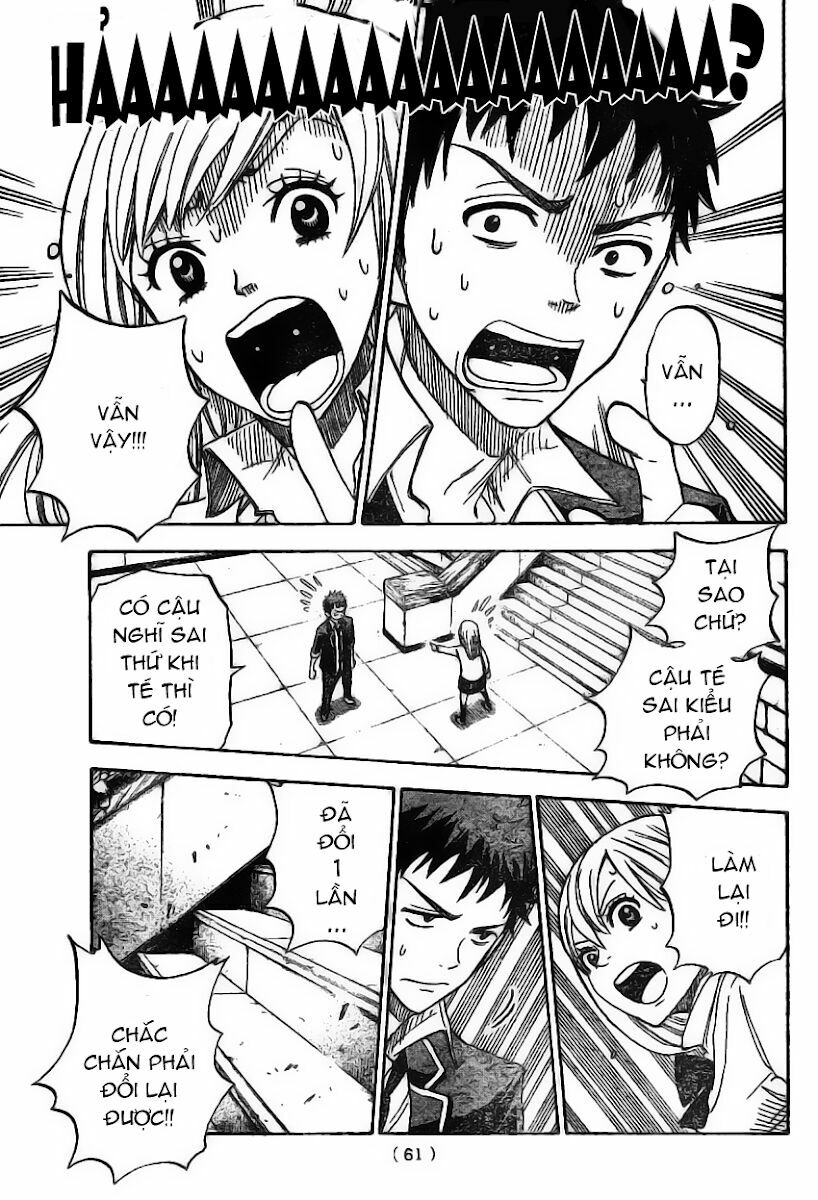 HẢAAAAAAAAAAAAAAAAAA?
VẪN
...
VẪN
VẬY!!!
TẠI
SAO
CHỨ?
CẬU TÉ
SAI KIỂU
PHẢI
KHÔNG?
CÓ CẬU
NGHĨ SAI
THỨ KHI
TÉ THÌ
CÓ!
LÀM
LẠI
ĐI!!
ĐÃ
ĐỔI
1
LẦN
...
CHẮC
CHẮN PHẢI
ĐỔI LẠI
ĐƯỢC!!
( 61 )